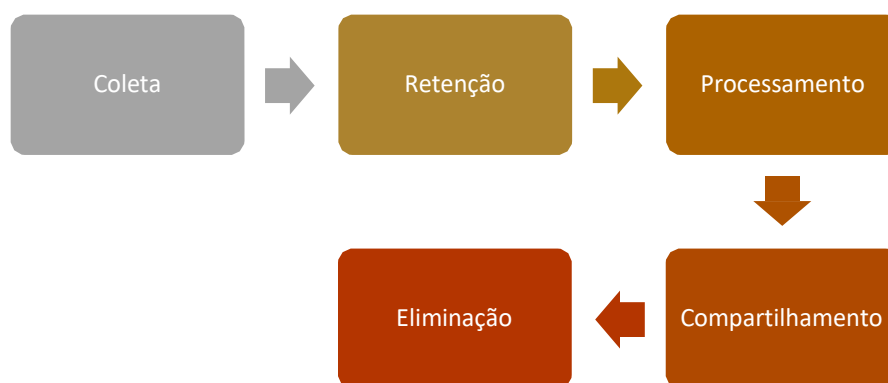 Coleta
Retenção
Processamento
Compartilhamento
Eliminação